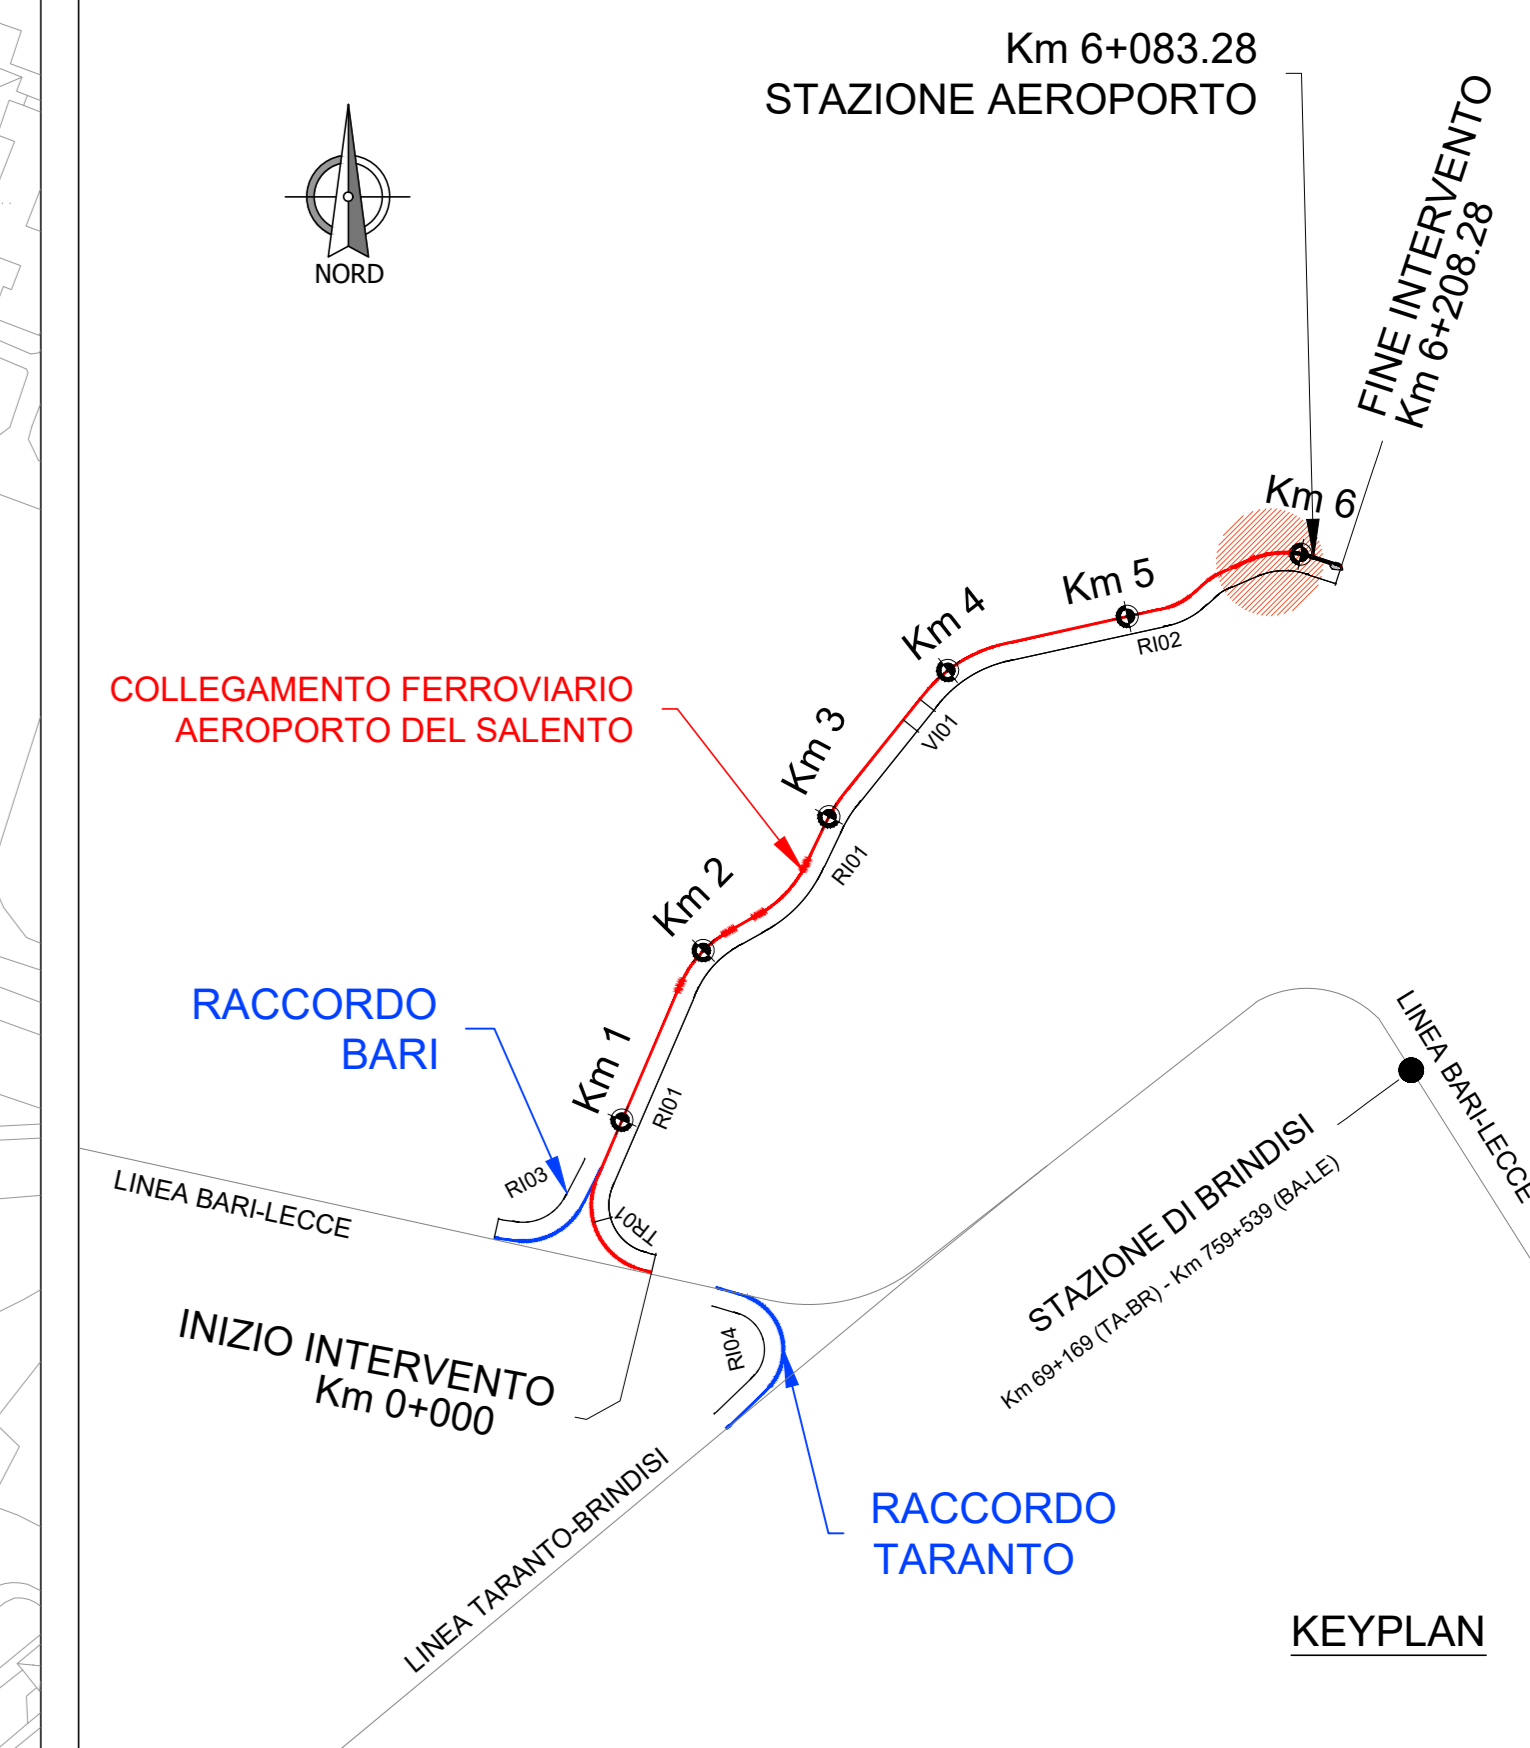 Km 6+083.28
STAZIONE AEROPORTO
FINE INTERVENTO
Km 6+208.28
NORD
Km 6
Km 5
RI02
Km 4
VI01
COLLEGAMENTO FERROVIARIO
AEROPORTO DEL SALENTO
Km 3
RI01
Km 2
RACCORDO
BARI
Km 1
RI01
LINEA BARI-LECCE
RI03
TR01
LINEA BARI-LECCE
STAZIONE DI BRINDISI
Km 69+169 (TA-BR) - Km 759+539 (BA-LE)
INIZIO INTERVENTO
Km 0+000
RI04
LINEA TARANTO-BRINDISI
RACCORDO
TARANTO
KEYPLAN